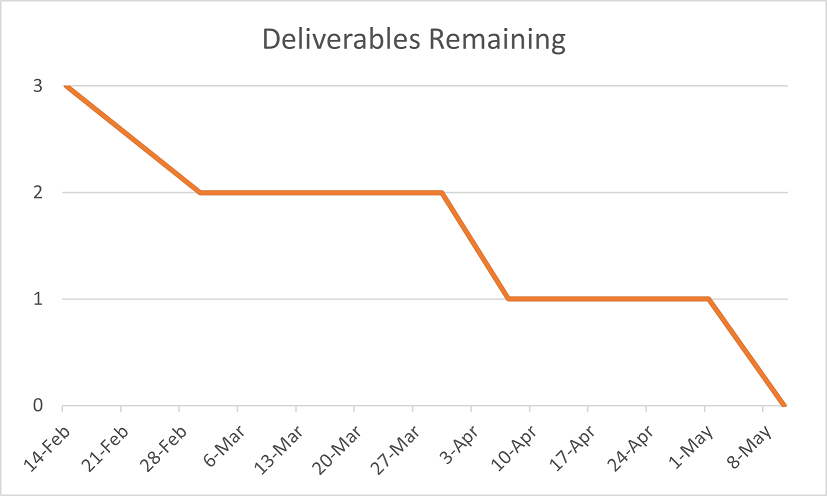 Deliverables Remaining
3
2
1
0
14-Feb
21-Feb
28-Feb
6-Mar
13-Mar
20-Mar
27-Mar
3-Apr
10-Apr
17-Apr
24-Apr
1-May
8-May